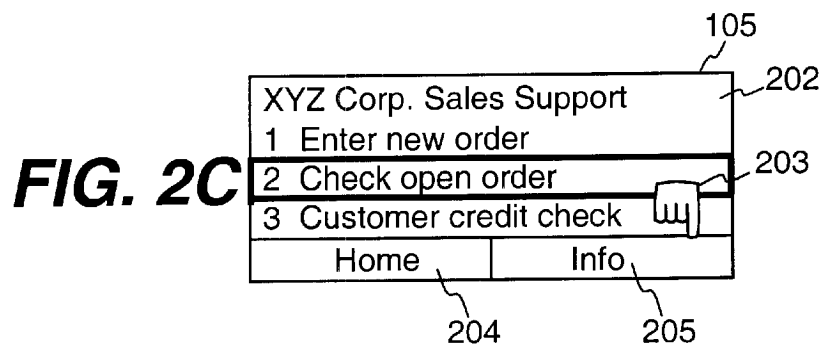 105
202
XYZ Corp. Sales Support
1 Enter new order
FIG. 2C
2 Check open order
203
3 Customer credit check
Home Info
204 205